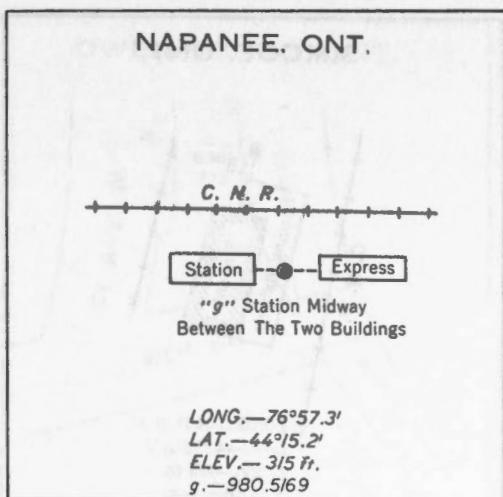 NAPANEE. ONT.
C. N. R.
Station
Express
"g" Station Midway
Between The Two Buildings
LONG.—76°57.3'
LAT.—44°15.2'
ELEV.— 315 ft.
g.—980.5169